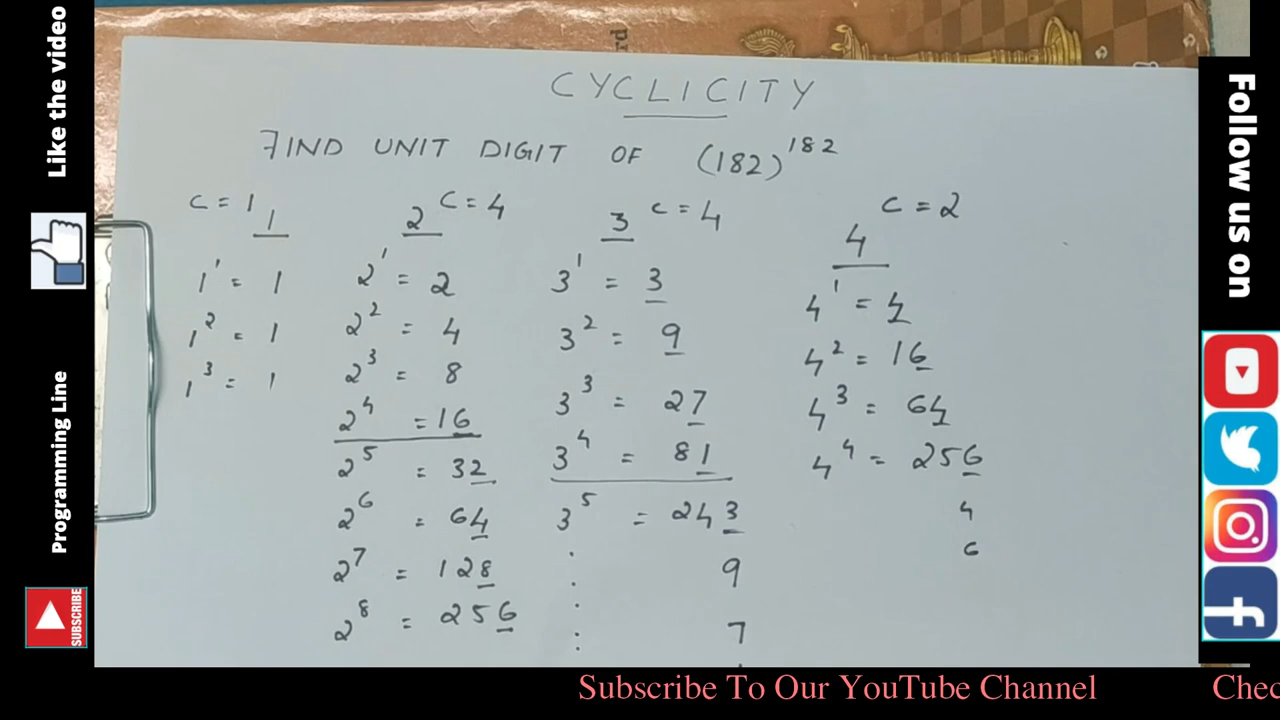 Like the video
Programming Line
SUBSCRIBE
rd
CYCLICITY
FIND UNIT DIGIT OF (182)^182
C = 1
1
1^1 = 1
1^2 = 1
1^3 = 1
2 C = 4
2^1 = 2
2^2 = 4
2^3 = 8
2^4 = 16
2^5 = 32
2^6 = 64
2^7 = 128
2^8 = 256
3 C = 4
3^1 = 3
3^2 = 9
3^3 = 27
3^4 = 81
3^5 = 243
. 9
:
. 7
C = 2
4
4^1 = 4
4^2 = 16
4^3 = 64
4^4 = 256
4
6
Follow us on
Subscribe To Our YouTube Channel
Chec